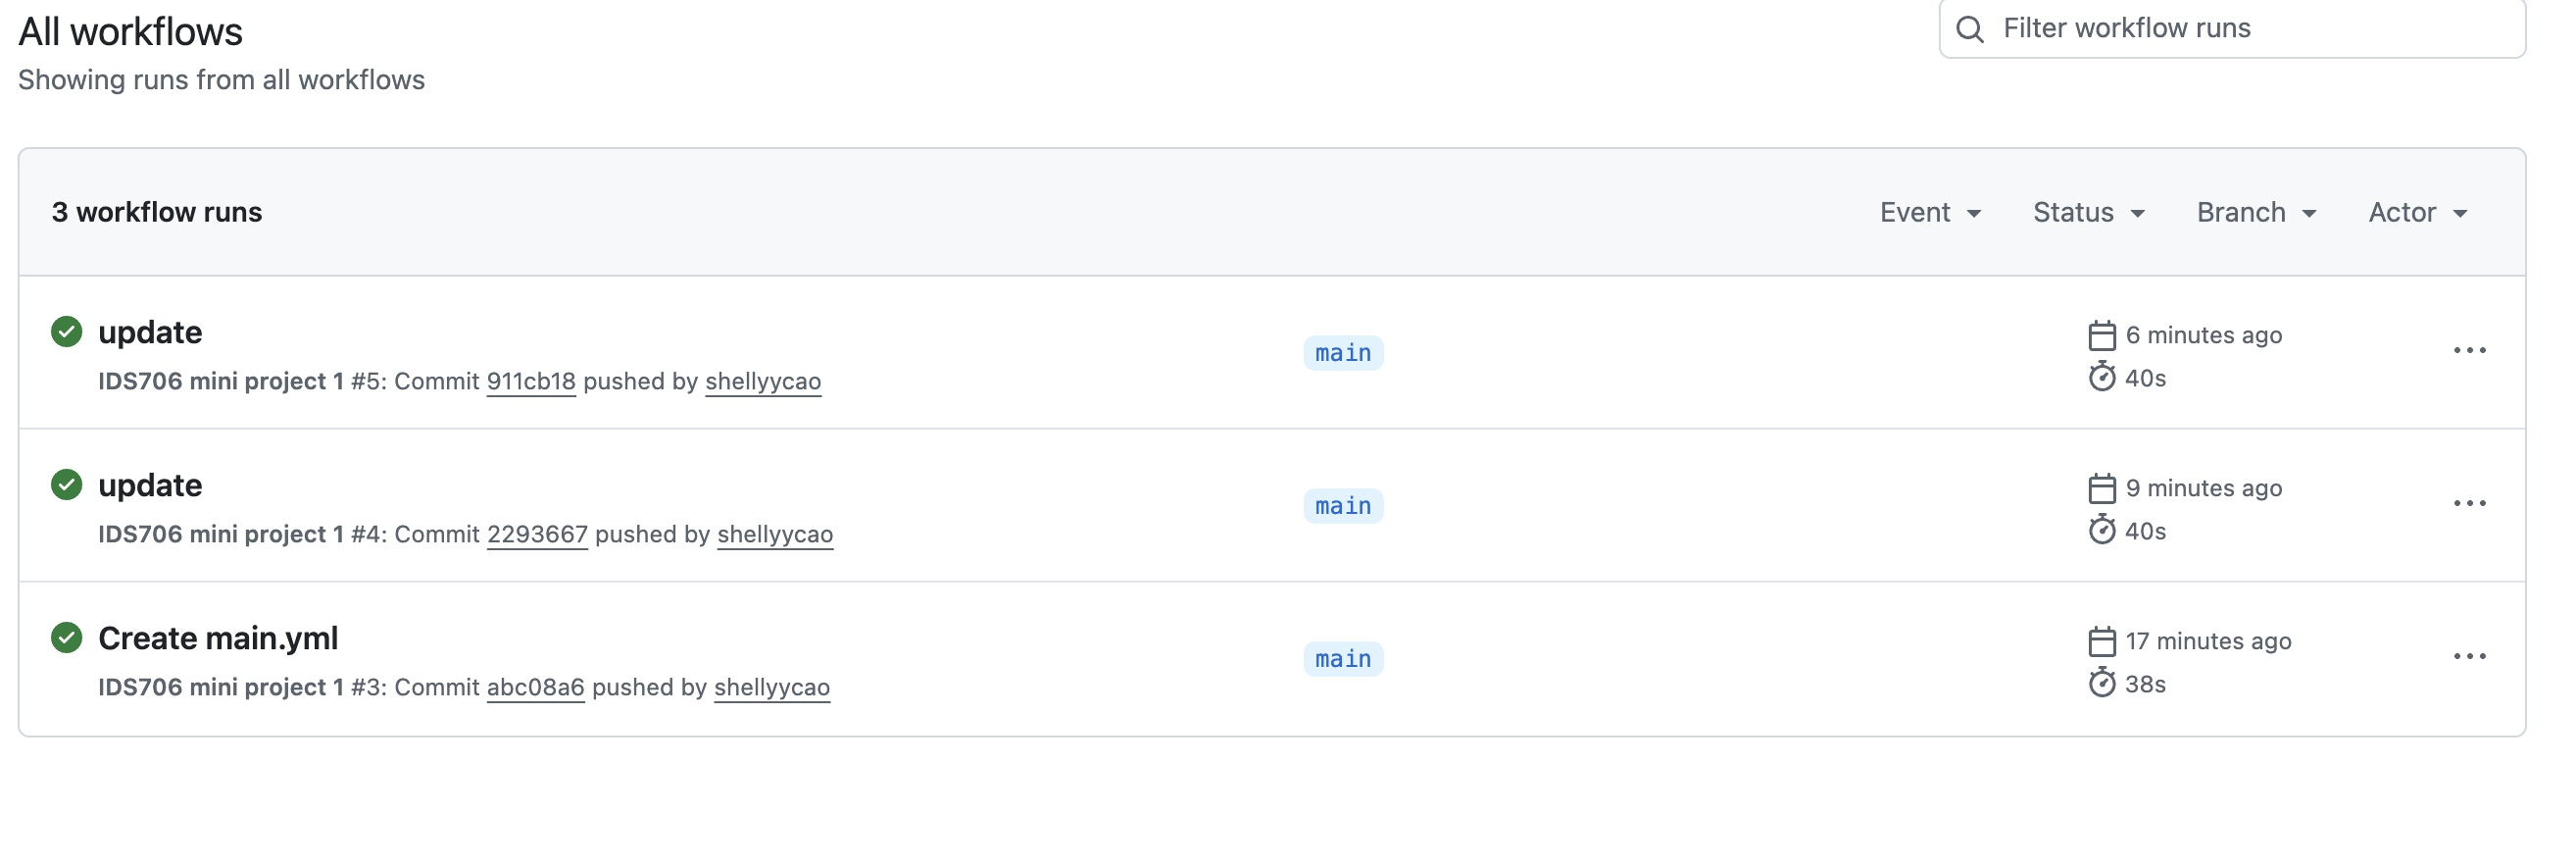 All workflows
Filter workflow runs
Showing runs from all workflows
3 workflow runs
Event
Status
Branch
Actor
update
main
6 minutes ago
IDS706 mini project 1 #5: Commit 911cb18 pushed by shellyycao
40s
update
main
9 minutes ago
IDS706 mini project 1 #4: Commit 2293667 pushed by shellyycao
40s
Create main.yml
main
17 minutes ago
IDS706 mini project 1 #3: Commit abc08a6 pushed by shellyycao
38s